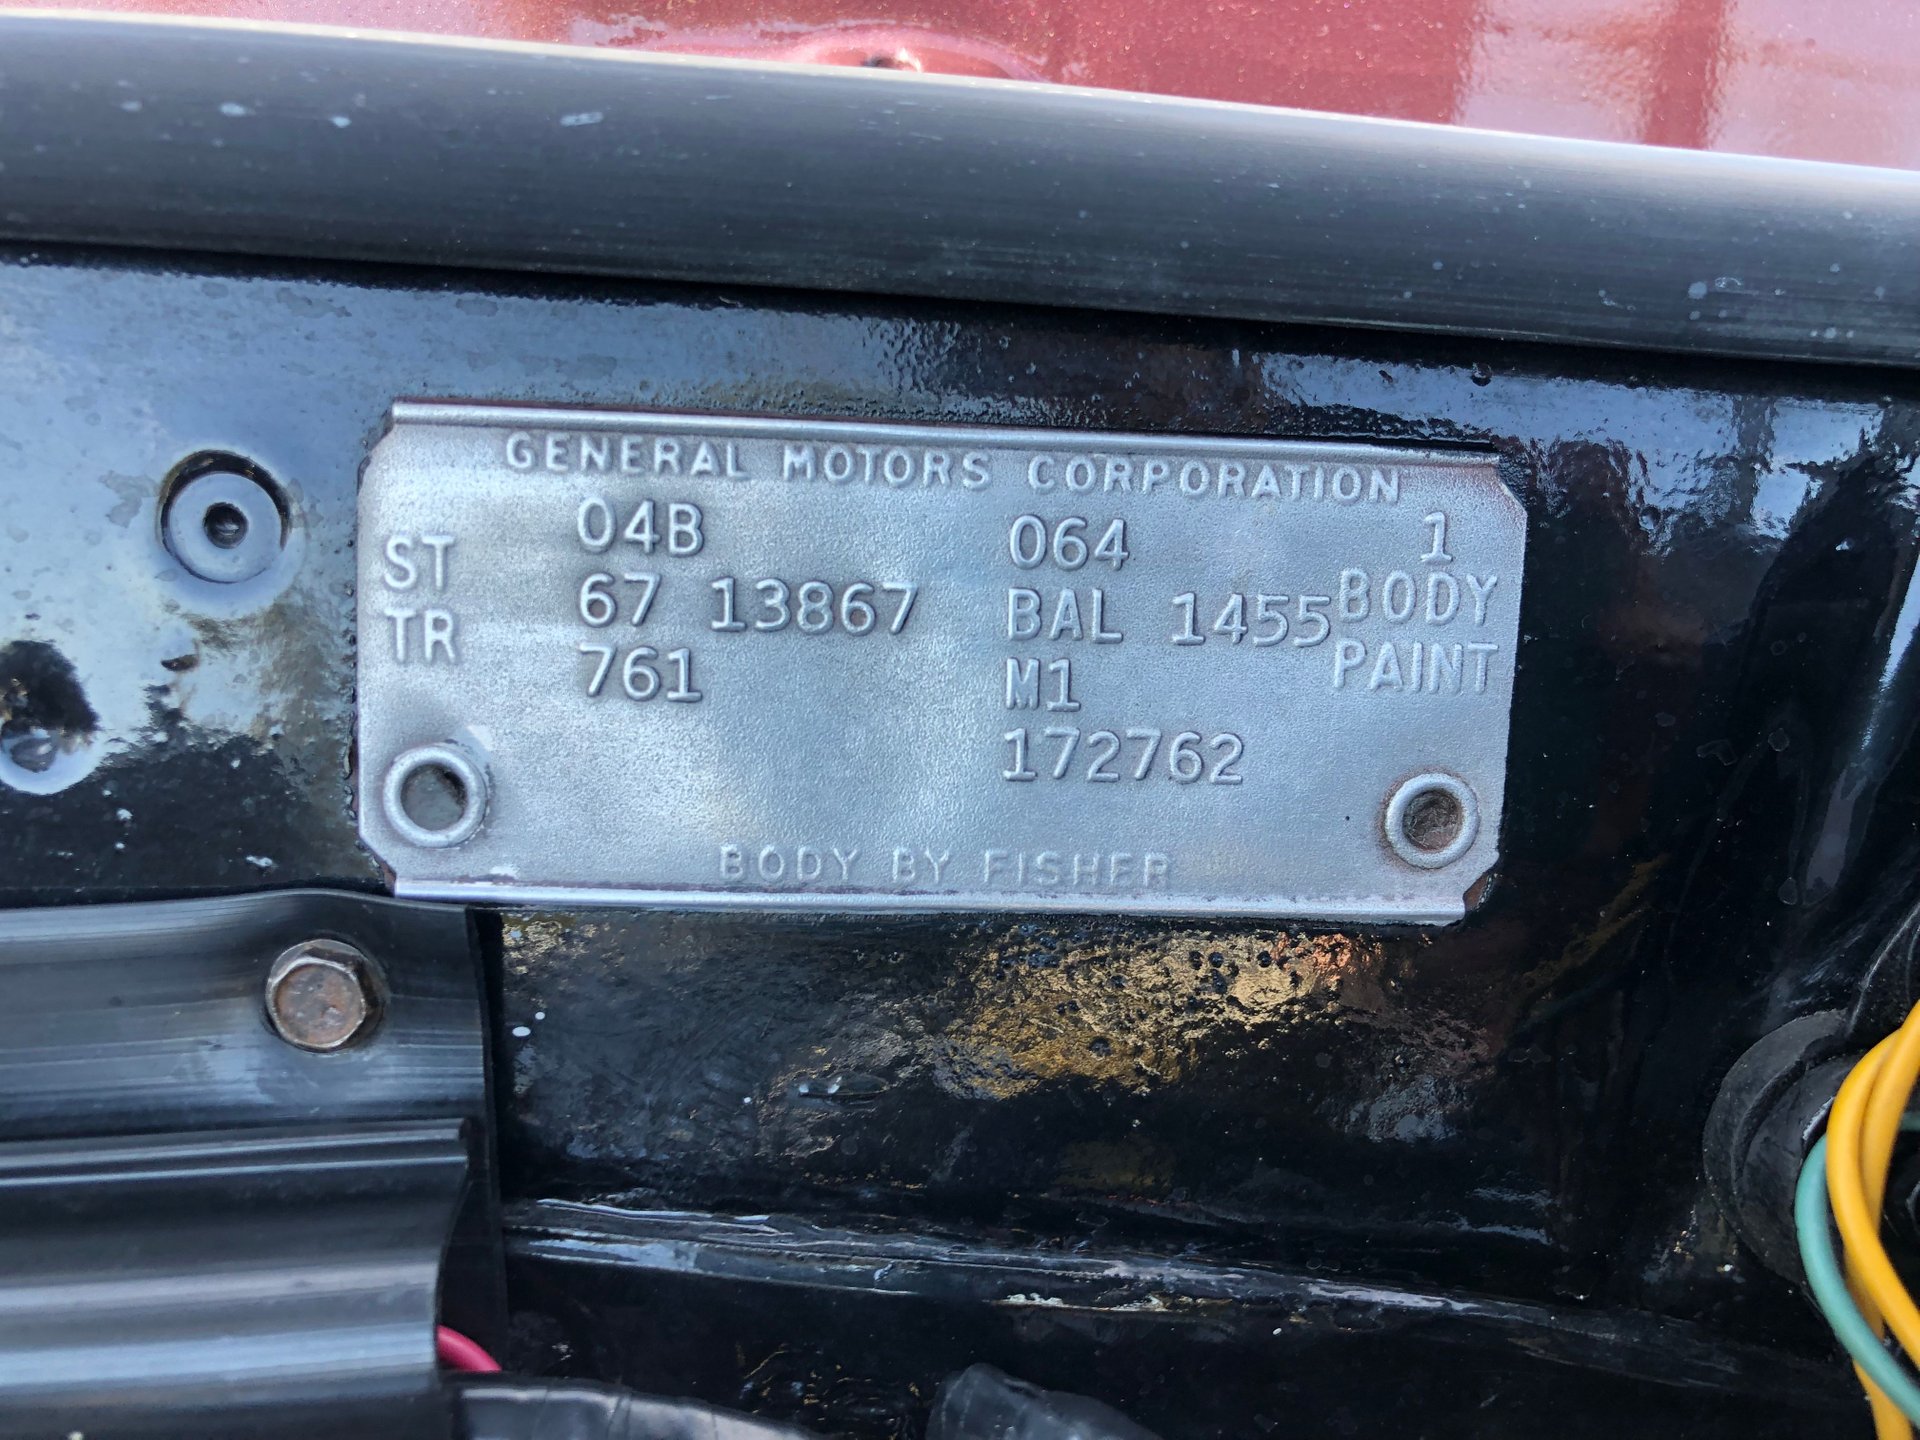 GENERAL MOTORS CORPORATION
04B 064 1
ST 67 13867 BAL 1455 BODY
TR 761 M1 PAINT
172762
BODY BY FISHER